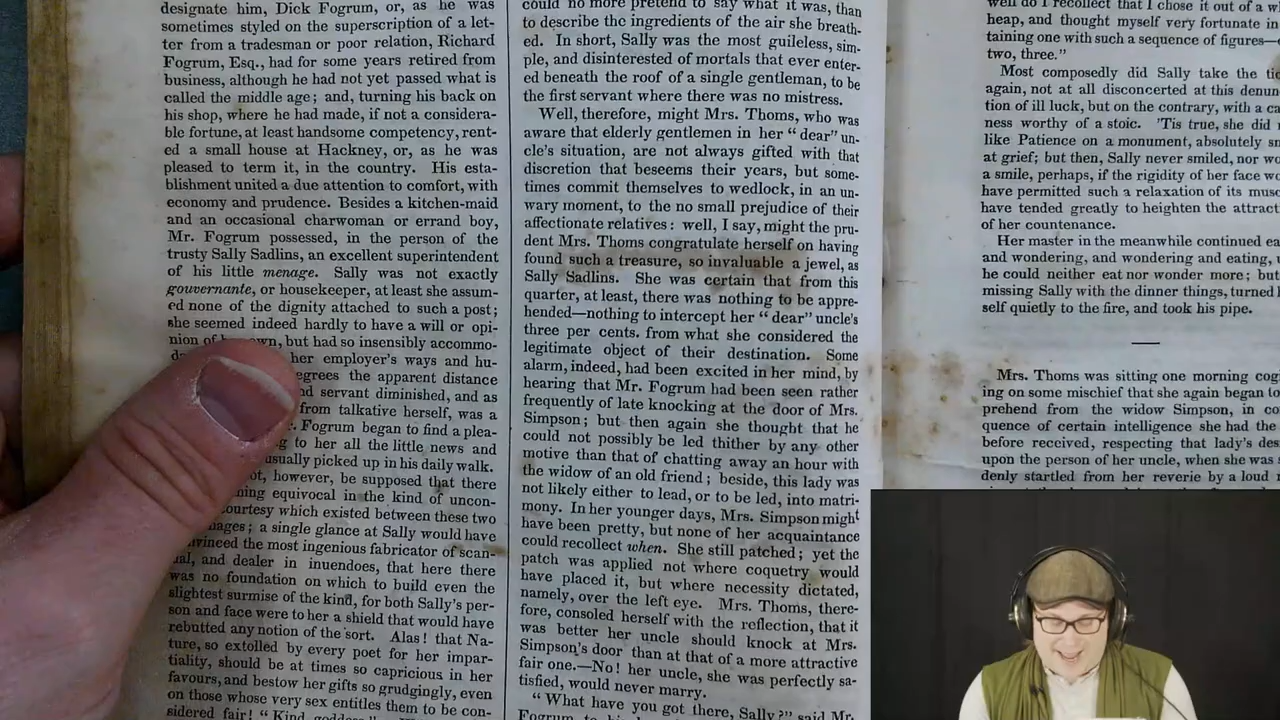 designate him, Dick Fogrum, or, as he was
sometimes styled on the superscription of a let-
ter from a tradesman or poor relation, Richard
Fogrum, Esq., had for some years retired from
business, although he had not yet passed what is
called the middle age; and, turning his back on
his shop, where he had made, if not a considera-
ble fortune, at least handsome competency, rent-
ed a small house at Hackney, or, as he was
pleased to term it, in the country. His esta-
blishment united a due attention to comfort, with
economy and prudence. Besides a kitchen-maid
and an occasional charwoman or errand boy,
Mr. Fogrum possessed, in the person of the
trusty Sally Sadlins, an excellent superintendent
of his little menage. Sally was not exactly
gouvernante, or housekeeper, at least she assum-
ed none of the dignity attached to such a post;
she seemed indeed hardly to have a will or opi-
nion of own, but had so insensibly accommo-
her employer's ways and hu-
egrees the apparent distance
servant diminished, and as
from talkative herself, was a
Fogrum began to find a plea-
to her all the little news and
usually picked up in his daily walk.
however, be supposed that there
equivocal in the kind of uncon-
courtesy which existed between these two
a single glance at Sally would have
the most ingenious fabricator of scan-
and dealer in inuendoes, that here there
was no foundation on which to build even the
slightest surmise of the kind, for both Sally's per-
son and face were to her a shield that would have
rebutted any notion of the sort. Alas! that Na-
ture, so extolled by every poet for her impar-
tiality, should be at times so capricious in her
favours, and bestow her gifts so grudgingly, even
on those whose very sex entitles them to be con-
sidered fair! "Kind goddess"
could no more pretend to say what it was, than
to describe the ingredients of the air she breath-
ed. In short, Sally was the most guileless, sim-
ple, and disinterested of mortals that ever enter-
ed beneath the roof of a single gentleman, to be
the first servant where there was no mistress.
Well, therefore, might Mrs. Thoms, who was
aware that elderly gentlemen in her "dear" un-
cle's situation, are not always gifted with that
discretion that beseems their years, but some-
times commit themselves to wedlock, in an un-
wary moment, to the no small prejudice of their
affectionate relatives: well, I say, might the pru-
dent Mrs. Thoms congratulate herself on having
found such a treasure, so invaluable a jewel, as
Sally Sadlins. She was certain that from this
quarter, at least, there was nothing to be appre-
hended—nothing to intercept her "dear" uncle's
three per cents. from what she considered the
legitimate object of their destination. Some
alarm, indeed, had been excited in her mind, by
hearing that Mr. Fogrum had been seen rather
frequently of late knocking at the door of Mrs.
Simpson; but then again she thought that he
could not possibly be led thither by any other
motive than that of chatting away an hour with
the widow of an old friend; beside, this lady was
not likely either to lead, or to be led, into matri-
mony. In her younger days, Mrs. Simpson might
have been pretty, but none of her acquaintance
could recollect when. She still patched; yet the
patch was applied not where coquetry would
have placed it, but where necessity dictated,
namely, over the left eye. Mrs. Thoms, there-
fore, consoled herself with the reflection, that it
was better her uncle should knock at Mrs.
Simpson's door than at that of a more attractive
fair one.—No! her uncle, she was perfectly sa-
tisfied, would never marry.
"What have you got there, Sally?" said Mr.
Fogrum
well do I recollect that I chose it out of a
heap, and thought myself very fortunate in
taining one with such a sequence of figures—
two, three."
Most composedly did Sally take the
again, not at all disconcerted at this
tion of ill luck, but on the contrary, with a
ness worthy of a stoic. 'Tis true, she did
like Patience on a monument, absolutely
at grief; but then, Sally never smiled, nor
a smile, perhaps, if the rigidity of her face
have permitted such a relaxation of its
have tended greatly to heighten the
of her countenance.
Her master in the meanwhile continued
and wondering, and wondering and eating,
he could neither eat nor wonder more; but
missing Sally with the dinner things, turned
self quietly to the fire, and took his pipe.
Mrs. Thoms was sitting one morning
ing on some mischief that she again began to
prehend from the widow Simpson, in
quence of certain intelligence she had the
before received, respecting that lady's
upon the person of her uncle, when she was
denly startled from her reverie by a loud